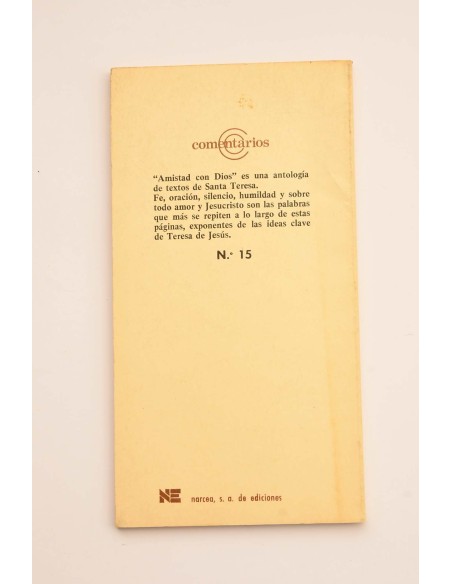 comentarios
"Amistad con Dios" es una antología
de textos de Santa Teresa.
Fe, oración, silencio, humildad y sobre
todo amor y Jesucristo son las palabras
que más se repiten a lo largo de estas
páginas, exponentes de las ideas clave
de Teresa de Jesús.
N.º 15
NE narcea, s. a. de ediciones